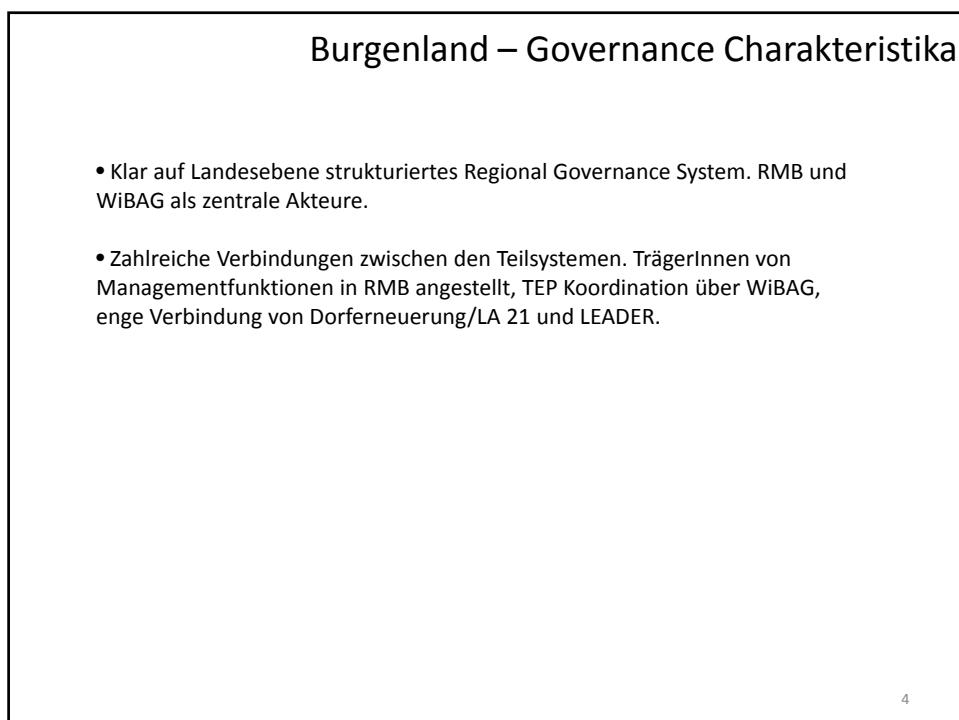 Burgenland – Governance Charakteristika
• Klar auf Landesebene strukturiertes Regional Governance System. RMB und
WiBAG als zentrale Akteure.
• Zahlreiche Verbindungen zwischen den Teilsystemen. TrägerInnen von
Managementfunktionen in RMB angestellt, TEP Koordination über WiBAG,
enge Verbindung von Dorferneuerung/LA 21 und LEADER.
4